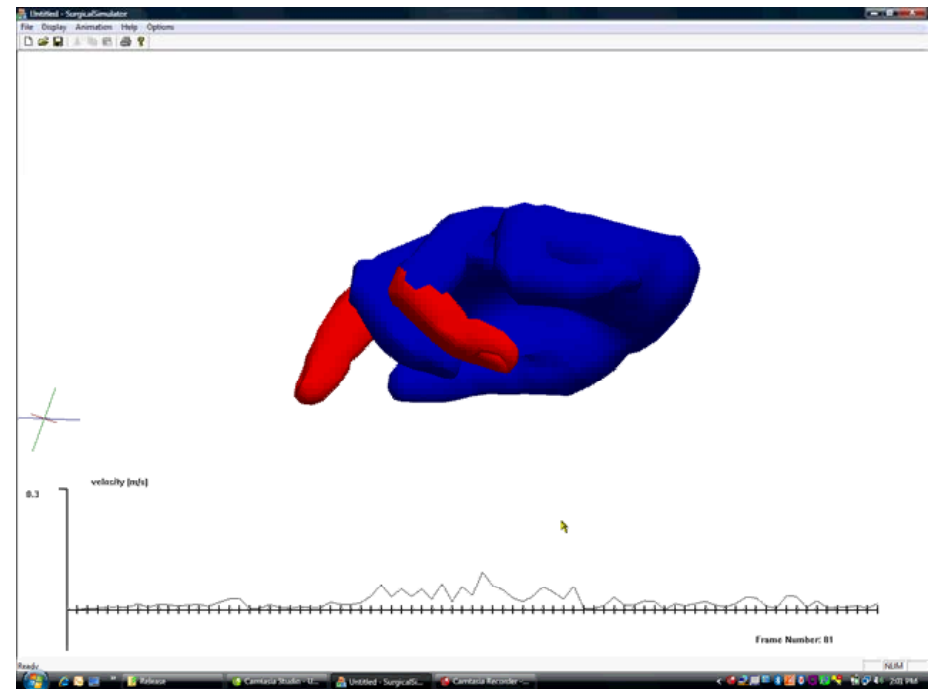 Untitled - SurgicalSimulator
File Display Animation Help Options
velocity (m/s)
0.3
Frame Number: 81
Ready
NUM
Release
Camtasia Studio - U...
Untitled - SurgicalSi...
Camtasia Recorder -...
2:01 PM